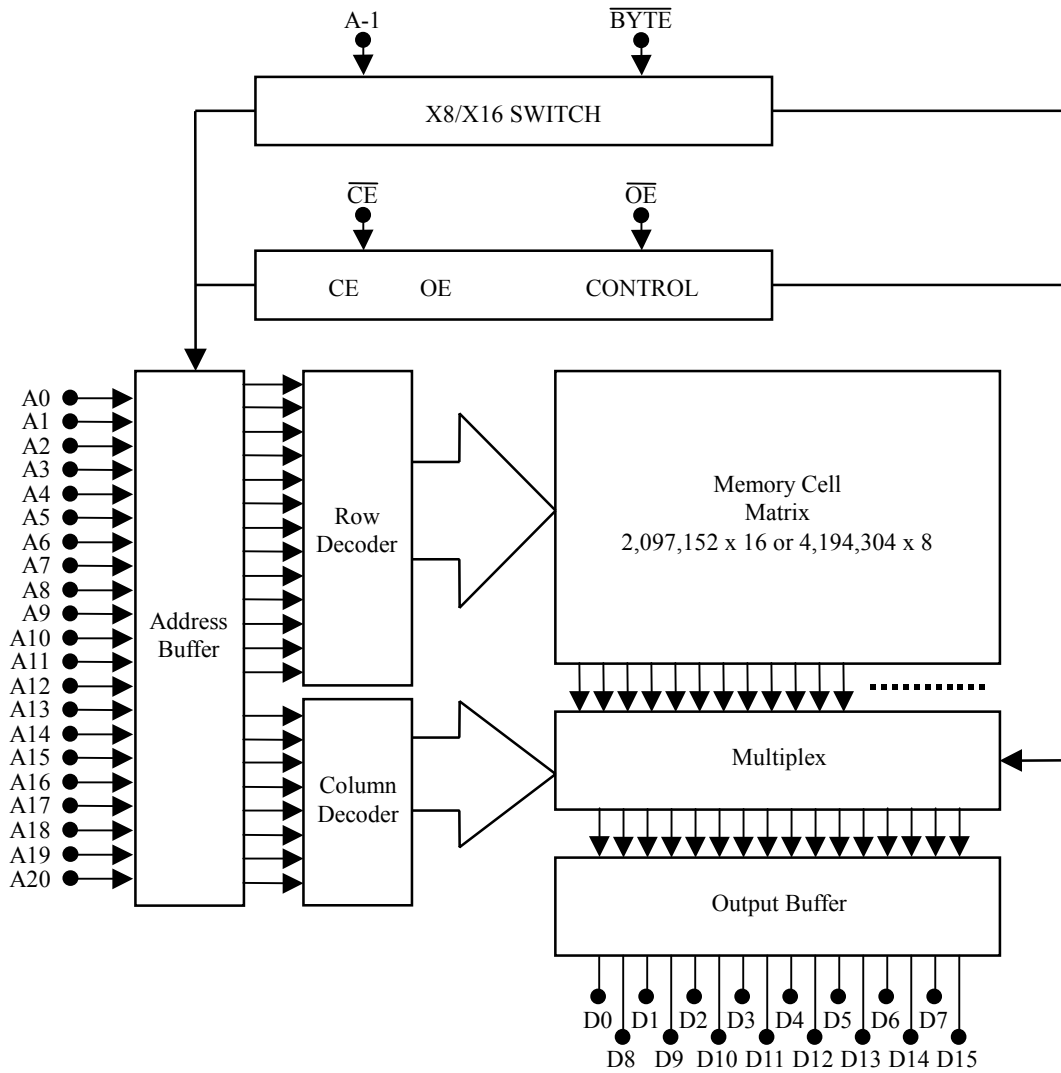 A-1 B̅Y̅T̅E̅
X8/X16 SWITCH
C̅E̅ O̅E̅
CE OE CONTROL
A0
A1
A2
A3
A4
A5
A6
A7
A8
A9
A10
A11
A12
A13
A14
A15
A16
A17
A18
A19
A20
Address
Buffer
Row
Decoder
Column
Decoder
Memory Cell
Matrix
2,097,152 x 16 or 4,194,304 x 8
Multiplex
Output Buffer
D0 D1 D2 D3 D4 D5 D6 D7
D8 D9 D10 D11 D12 D13 D14 D15